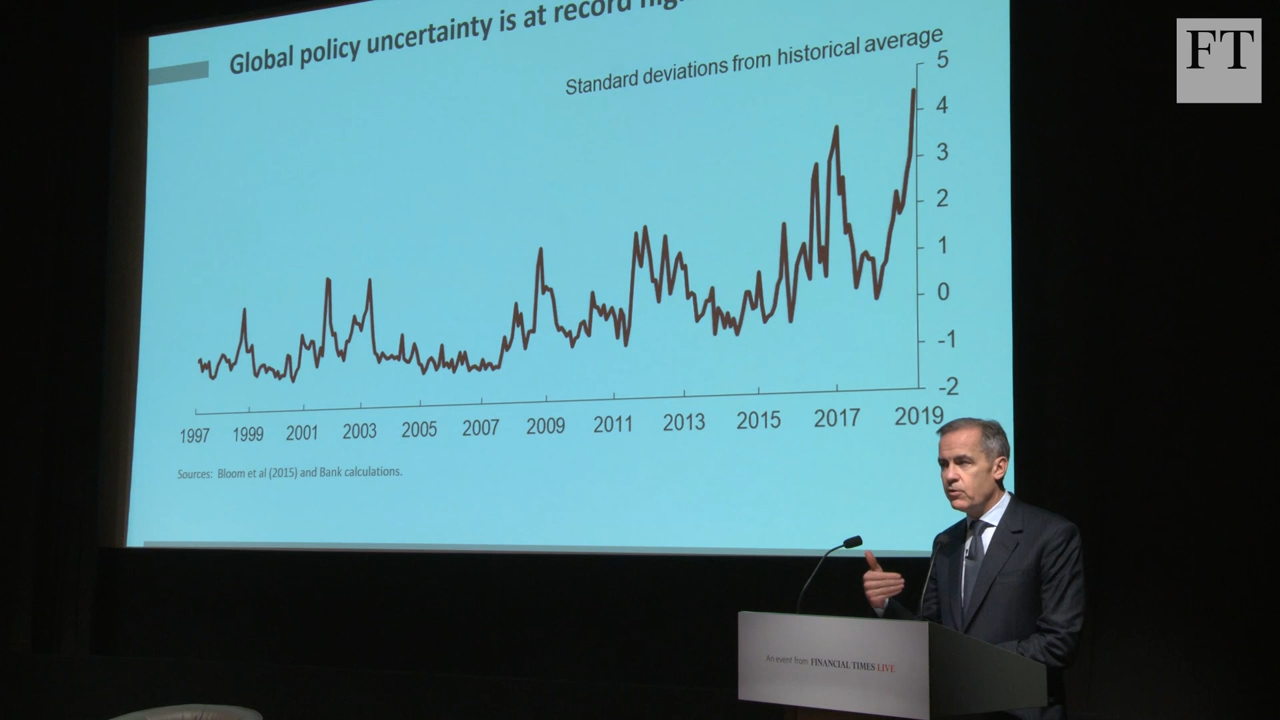 Global policy uncertainty is at record
Standard deviations from historical average
FT
5
4
3
2
1
0
-1
-2
1997 1999 2001 2003 2005 2007 2009 2011 2013 2015 2017 2019
Sources: Bloom et al (2015) and Bank calculations.
An event from FINANCIAL TIMES LIVE